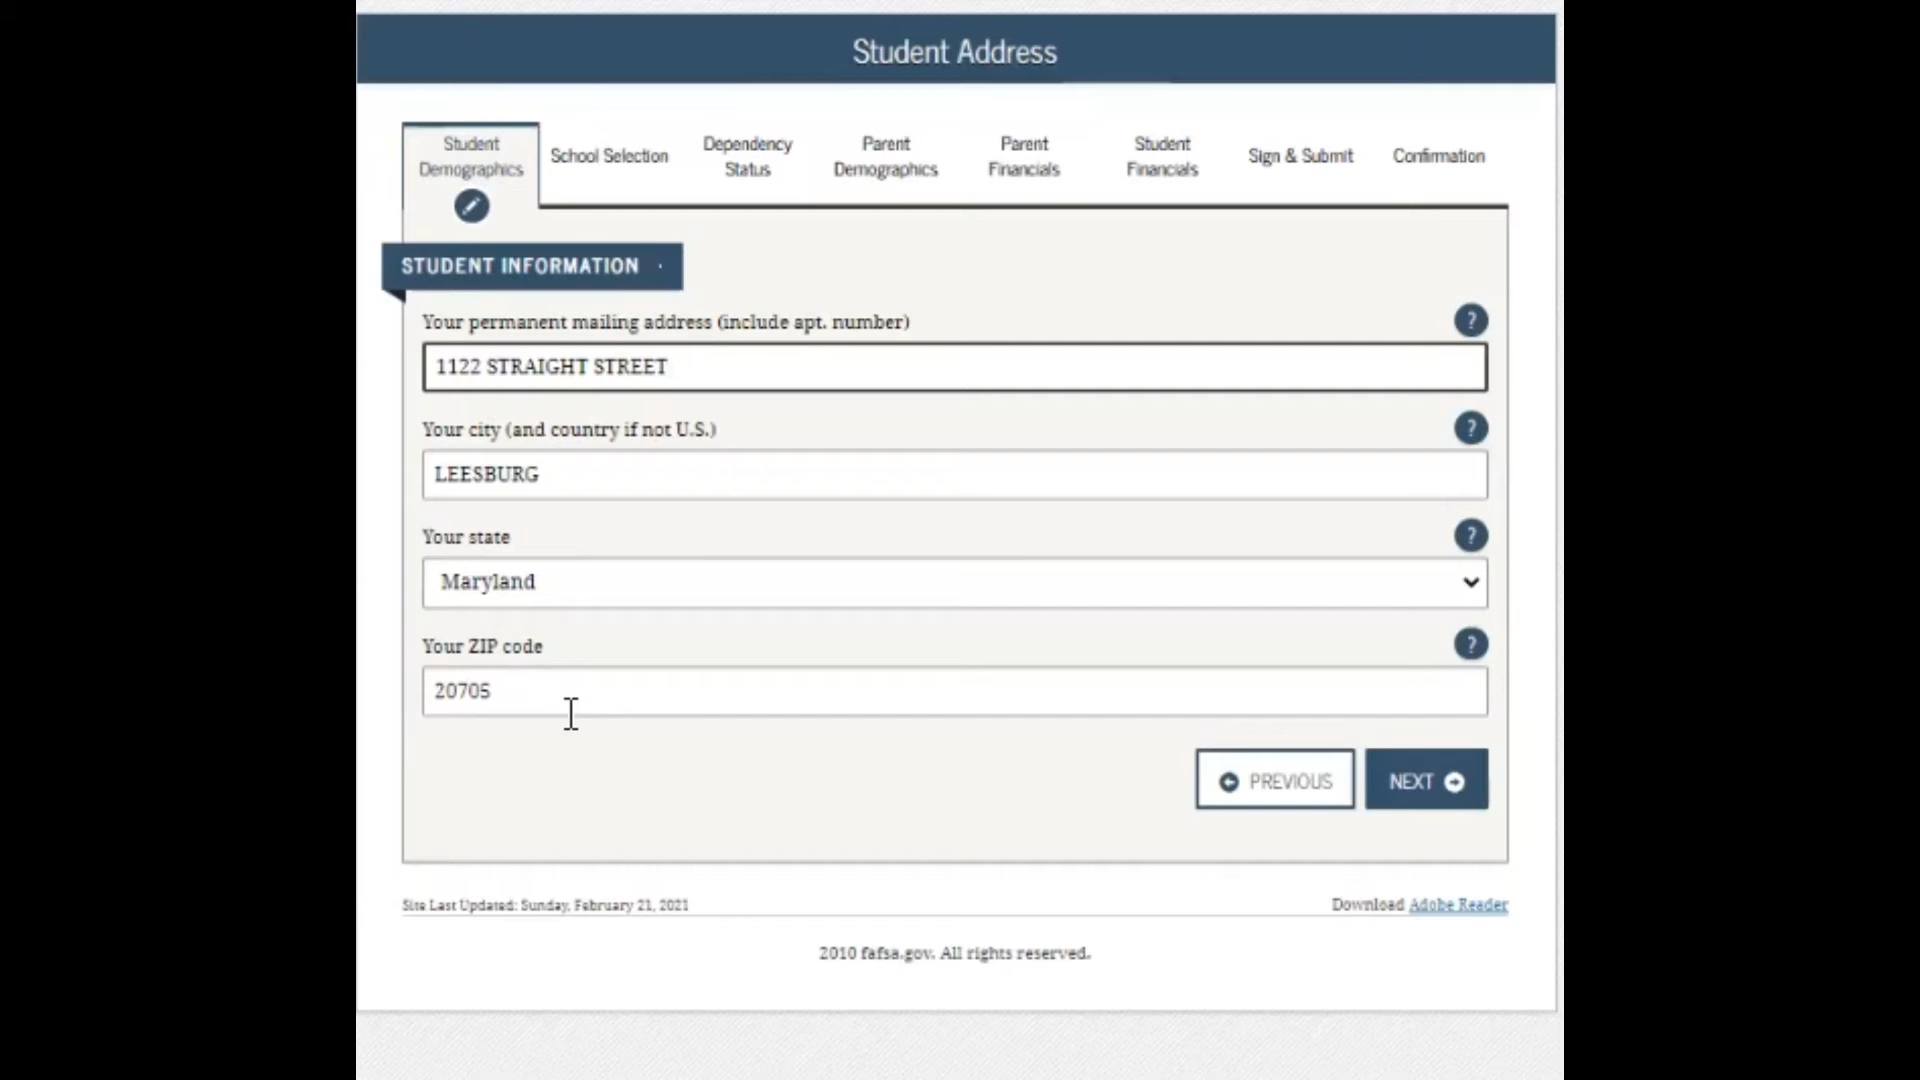 Student Address
Student Demographics
School Selection
Dependency Status
Parent Demographics
Parent Financials
Student Financials
Sign & Submit
Confirmation
STUDENT INFORMATION
Your permanent mailing address (include apt. number)
?
1122 STRAIGHT STREET
Your city (and country if not U.S.)
?
LEESBURG
Your state
?
Maryland
Your ZIP code
?
20705
PREVIOUS
NEXT
Site Last Updated: Sunday, February 21, 2021
Download Adobe Reader
2010 fafsa.gov. All rights reserved.